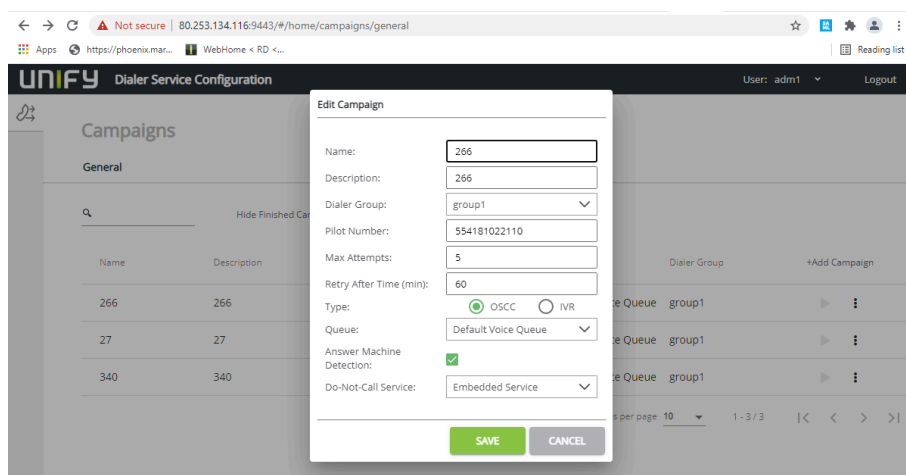 Not secure | 80.253.134.116:9443/#/home/campaigns/general
Apps https://phoenix.mar... WebHome < RD <... Reading list
UNIFY Dialer Service Configuration User: adm1 Logout
Edit Campaign
Campaigns
General
Name: 266
Description: 266
Dialer Group: group1
Pilot Number: 554181022110
Max Attempts: 5
Retry After Time (min): 60
Type: OSCC IVR
Queue: Default Voice Queue
Answer Machine
Detection:
Do-Not-Call Service: Embedded Service
SAVE CANCEL
Hide Finished Car
Name Description Dialer Group +Add Campaign
266 266 ce Queue group1
27 27 ce Queue group1
340 340 ce Queue group1
s per page 10 1 - 3 / 3